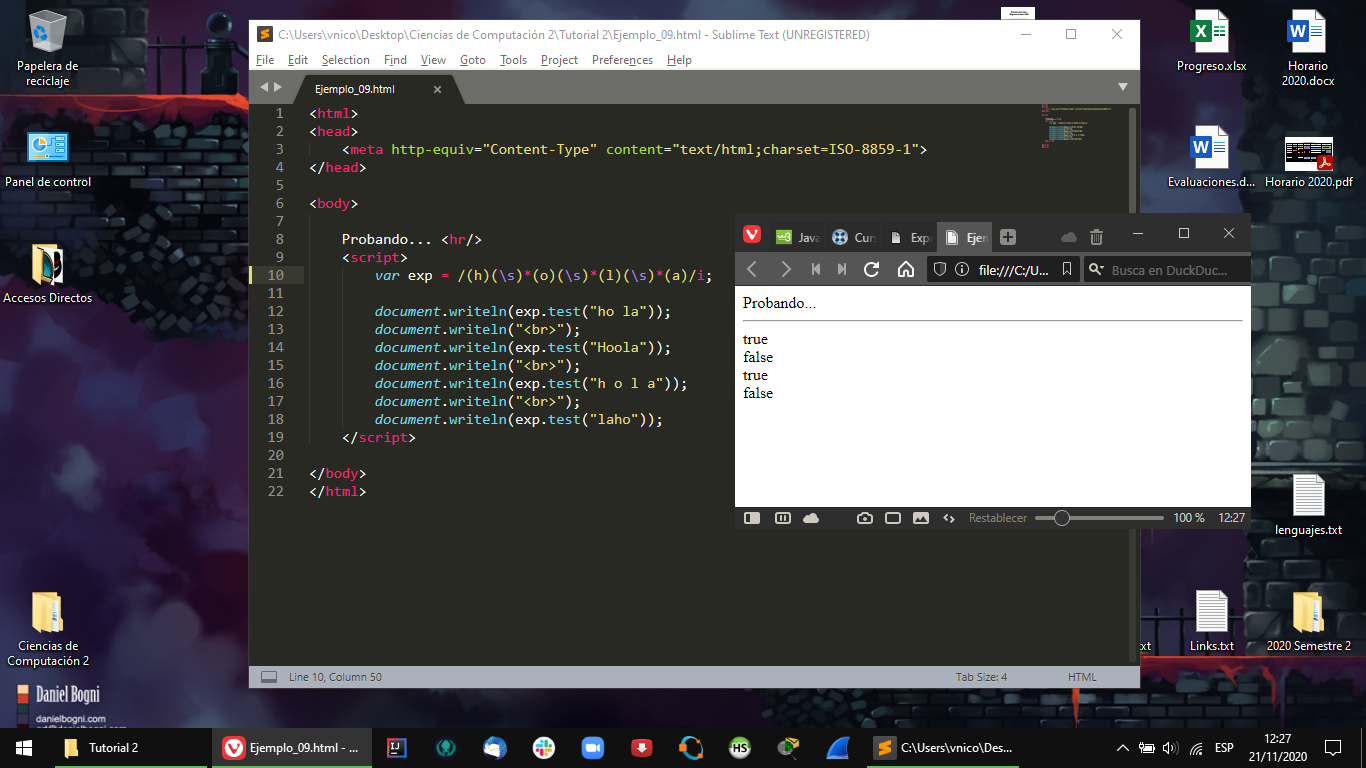 Papelera de
reciclaje
Panel de control
Accesos Directos
Ciencias de
Computación 2
Daniel Bogni
danielbogni.com
C:\Users\vnico\Desktop\Ciencias de Computación 2\Tutorial 2\Ejemplo_09.html - Sublime Text (UNREGISTERED)
File Edit Selection Find View Goto Tools Project Preferences Help
Ejemplo_09.html
1 <html>
2 <head>
3 <meta http-equiv="Content-Type" content="text/html;charset=ISO-8859-1">
4 </head>
5
6 <body>
7
8 Probando... <hr/>
9 <script>
10 var exp = /(h)(\s)*(o)(\s)*(l)(\s)*(a)/i;
11
12 document.writeln(exp.test("ho la"));
13 document.writeln("<br>");
14 document.writeln(exp.test("Hoola"));
15 document.writeln("<br>");
16 document.writeln(exp.test("h o l a"));
17 document.writeln("<br>");
18 document.writeln(exp.test("laho"));
19 </script>
20
21 </body>
22 </html>
Line 10, Column 50 Tab Size: 4 HTML
w3 Java Cur Exp Ejen
file:///C:/U... Busca en DuckDuc...
Probando...
true
false
true
false
Restablecer 100 % 12:27
Progreso.xlsx
Horario
2020.docx
Evaluaciones.d...
Horario 2020.pdf
lenguajes.txt
xt
Links.txt
2020 Semestre 2
Tutorial 2
Ejemplo_09.html - ...
IJ
HS
C:\Users\vnico\Des...
ESP
12:27
21/11/2020